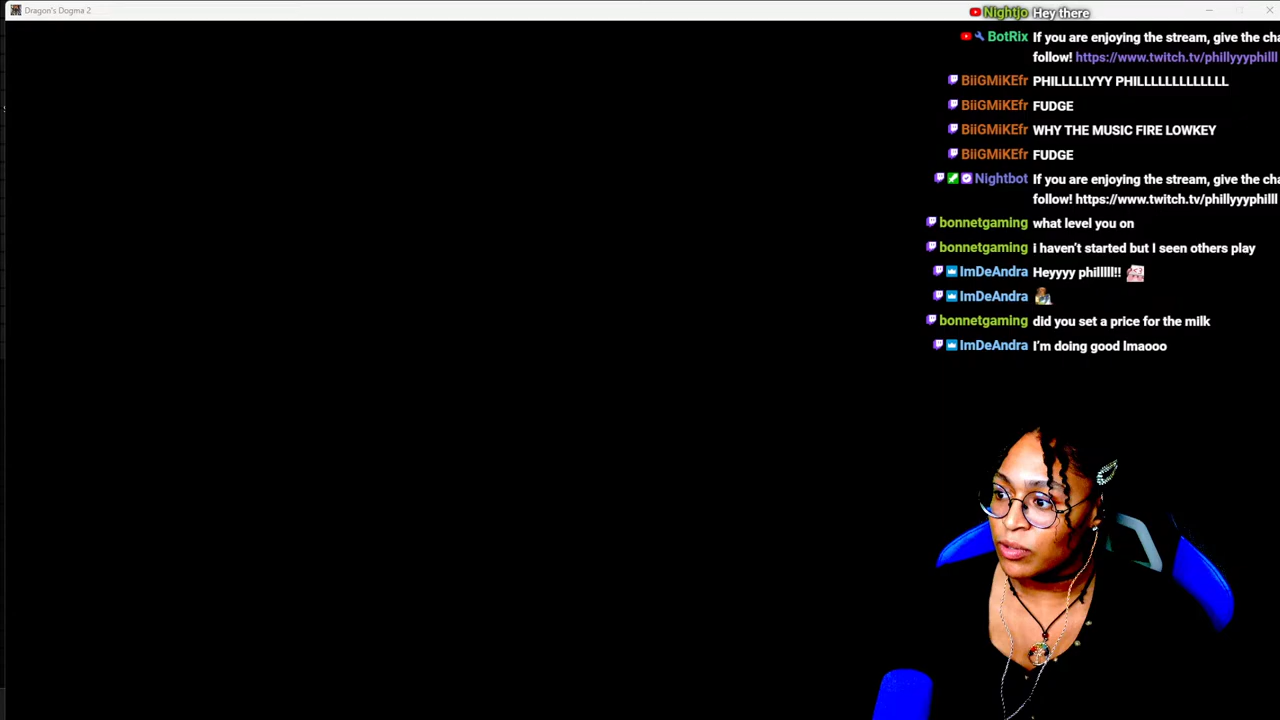 Dragon's Dogma 2
Nightjo Hey there
BotRix If you are enjoying the stream, give the cha
follow! https://www.twitch.tv/phillyyyphilll
BiiGMiKEfr PHILLLLLYYY PHILLLLLLLLLLLLL
BiiGMiKEfr FUDGE
BiiGMiKEfr WHY THE MUSIC FIRE LOWKEY
BiiGMiKEfr FUDGE
Nightbot If you are enjoying the stream, give the cha
follow! https://www.twitch.tv/phillyyyphilll
bonnetgaming what level you on
bonnetgaming i haven't started but I seen others play
ImDeAndra Heyyyy philllll!!
ImDeAndra
bonnetgaming did you set a price for the milk
ImDeAndra I'm doing good lmaooo